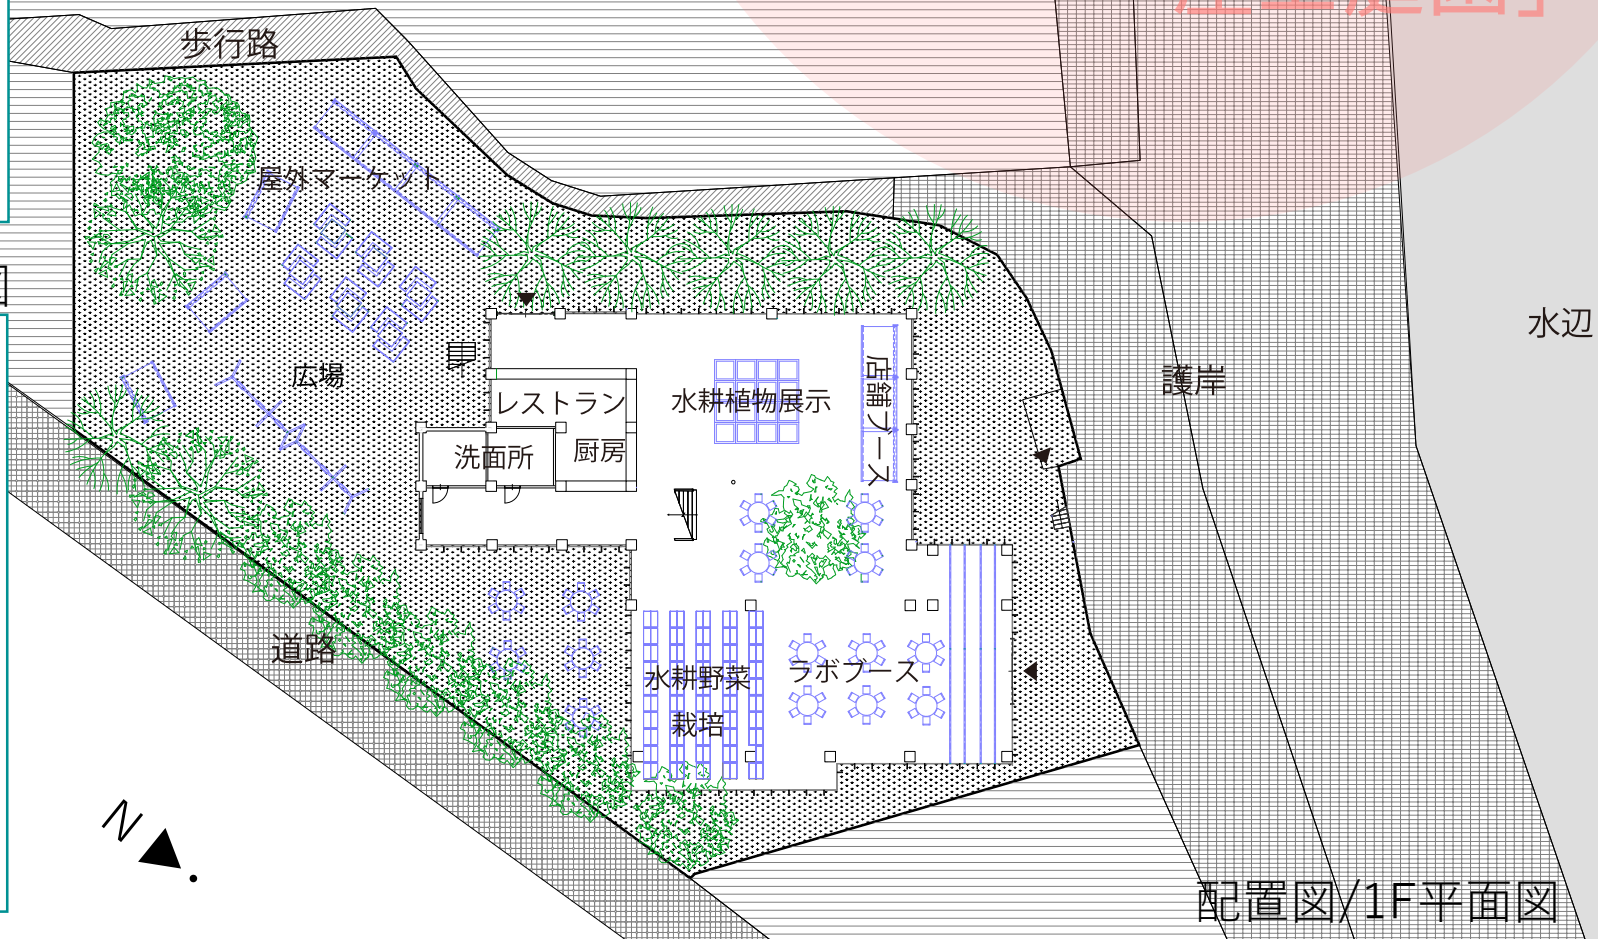 歩行路
屋外マーケット
水辺
護岸
広場
レストラン
水耕植物展示
店舗ブース
洗面所
厨房
道路
水耕野菜
栽培
ラボブース
N
配置図/1F平面図